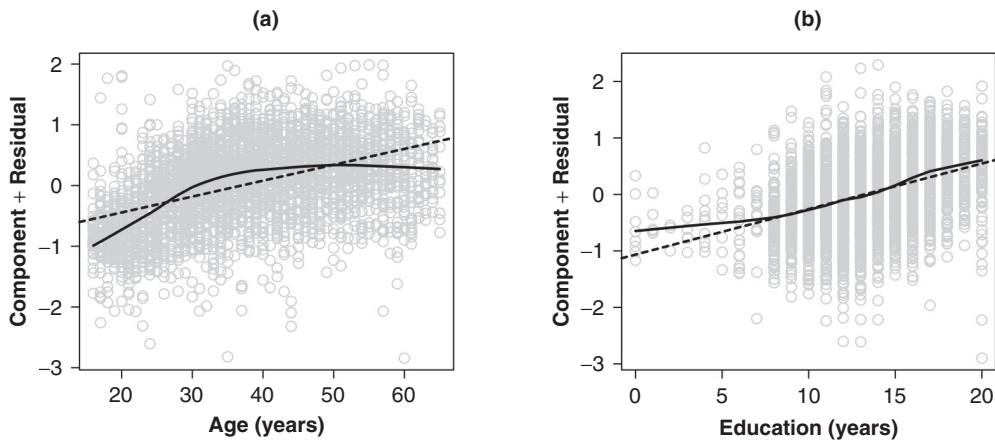 (a)
Component + Residual
2
1
0
−1
−2
−3
20 30 40 50 60
Age (years)
(b)
Component + Residual
2
1
0
−1
−2
−3
0 5 10 15 20
Education (years)